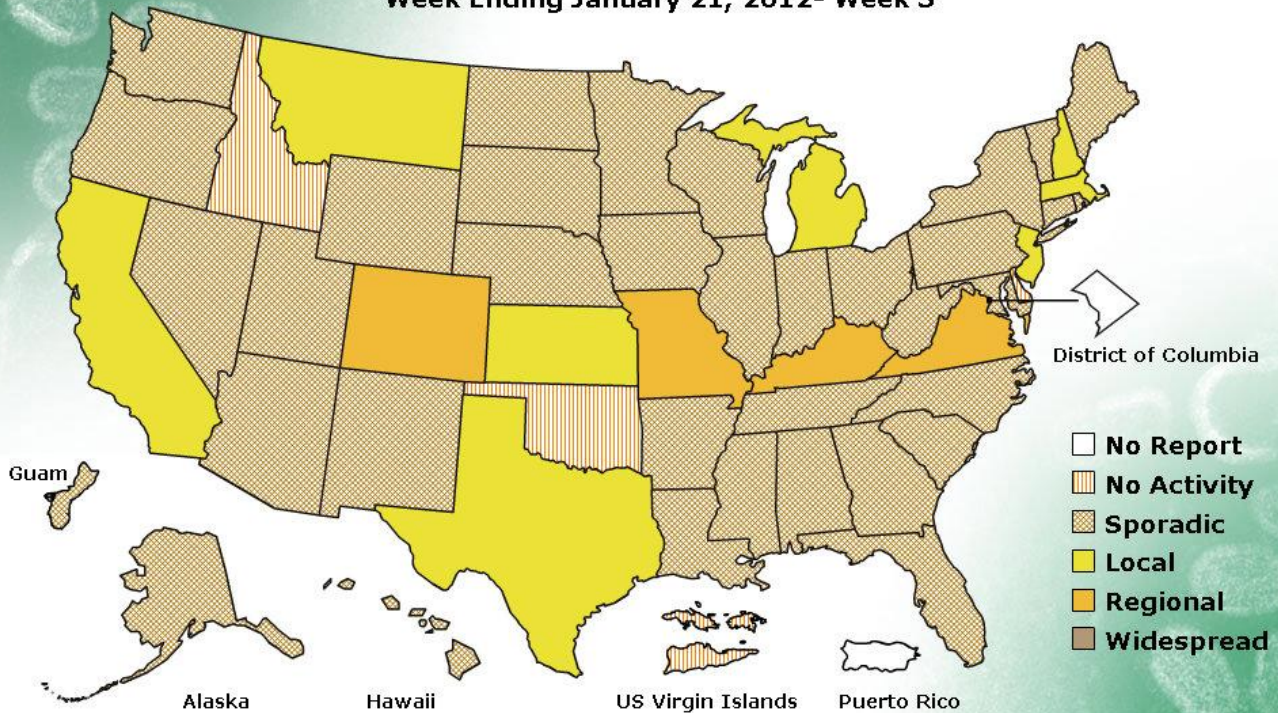 Week Ending January 21, 2012- Week 3
District of Columbia
No Report
Guam
No Activity
Sporadic
Local
Regional
Widespread
Alaska
Hawaii
US Virgin Islands
Puerto Rico